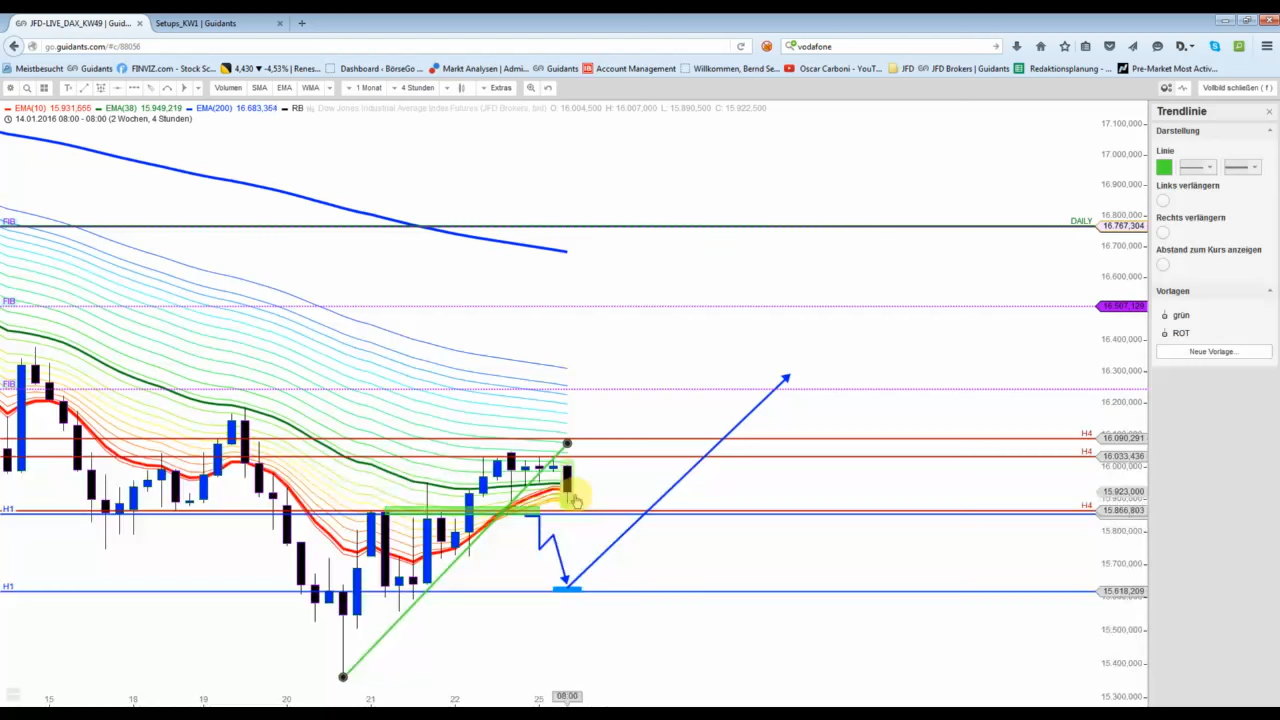 JFD-LIVE_DAX_KW49 | Guid...
Setups_KW1 | Guidants
go.guidants.com/#c/88056
vodafone
Meistbesucht
Guidants
FINVIZ.com - Stock Sc...
4,430 ▼ -4,53% | Renes...
Dashboard ‹ BörseGo ...
Markt Analysen | Admi...
Guidants
Account Management
Willkommen, Bernd Se...
Oscar Carboni - YouT...
JFD
JFD Brokers | Guidants
Redaktionsplanung - ...
Pre-Market Most Activ...
Volumen
SMA
EMA
WMA
1 Monat
4 Stunden
Extras
Vollbild schließen ( f )
EMA(10) 15.931,565
EMA(38) 15.949,219
EMA(200) 16.683,364
RB
Dow Jones Industrial Average Index Futures (JFD Brokers, bid) O: 16.004,500 H: 16.007,000 L: 15.890,500 C: 15.922,500
14.01.2016 08:00 - 08:00 (2 Wochen, 4 Stunden)
17.100,000
17.000,000
16.900,000
16.800,000
DAILY
16.767,304
16.700,000
16.600,000
FIB
FIB
16.507,129
16.400,000
16.300,000
FIB
16.200,000
H4
16.090,291
H4
16.033,436
16.000,000
15.923,000
H4
15.866,803
H1
15.800,000
15.700,000
H1
15.618,209
15.500,000
15.400,000
15.300,000
15
18
19
20
21
22
25
08:00
Trendlinie
Darstellung
Linie
Links verlängern
Rechts verlängern
Abstand zum Kurs anzeigen
Vorlagen
grün
ROT
Neue Vorlage...